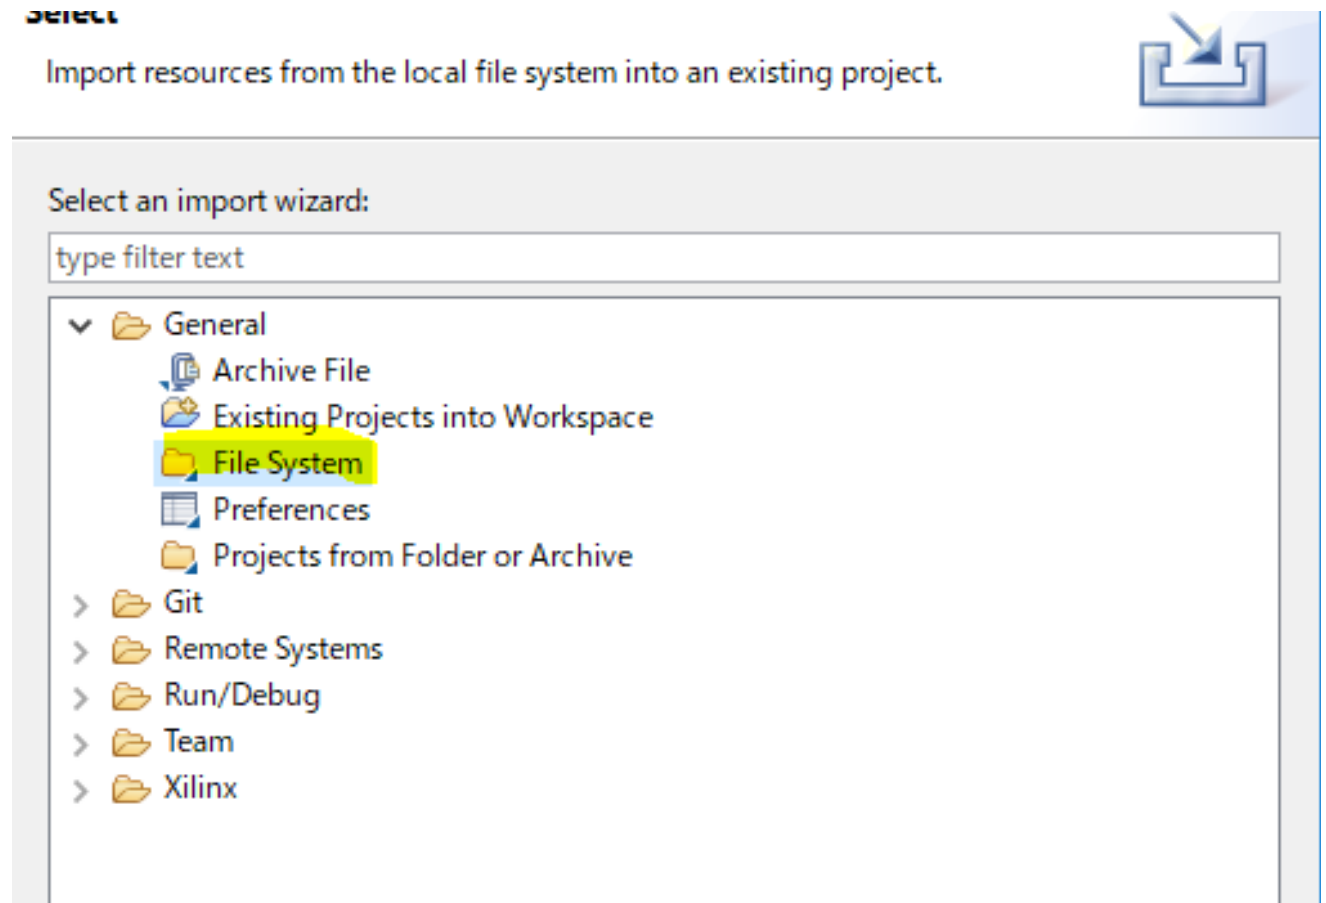 Select
Import resources from the local file system into an existing project.
Select an import wizard:
type filter text
General
Archive File
Existing Projects into Workspace
File System
Preferences
Projects from Folder or Archive
Git
Remote Systems
Run/Debug
Team
Xilinx